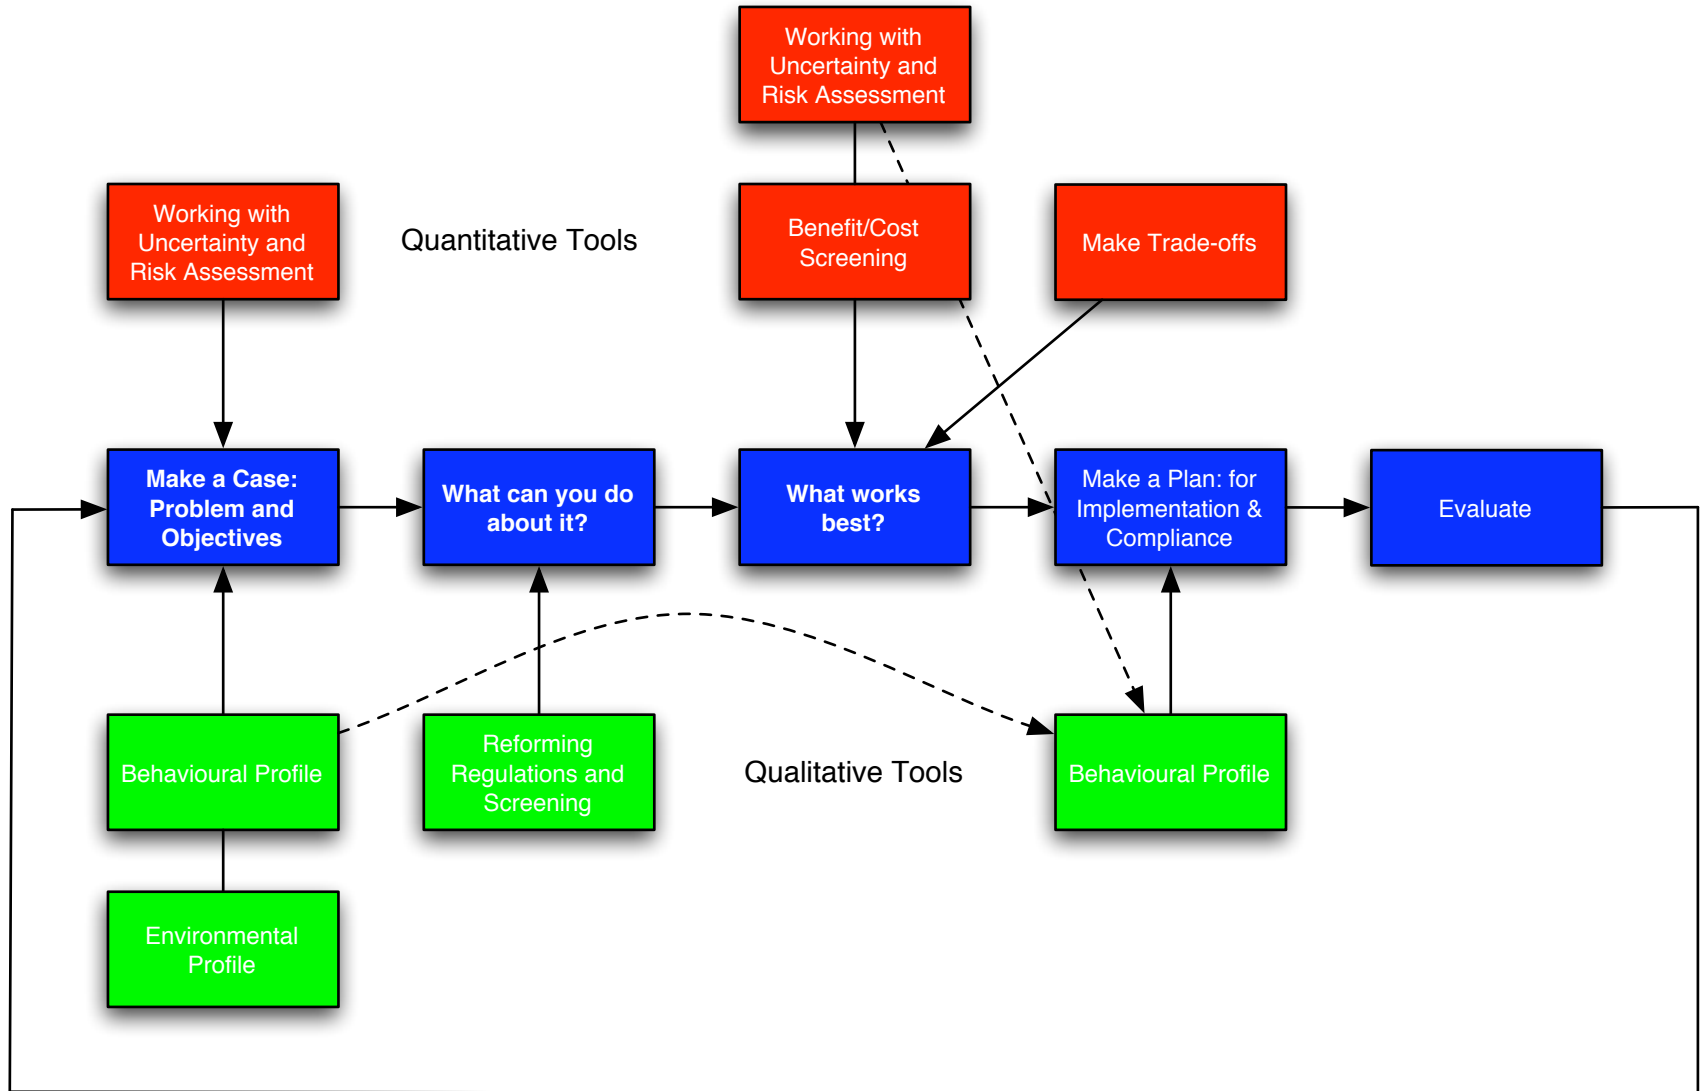 Working with
Uncertainty and
Risk Assessment
Working with
Uncertainty and
Risk Assessment
Quantitative Tools
Benefit/Cost
Screening
Make Trade-offs
Make a Case:
Problem and
Objectives
What can you do
about it?
What works
best?
Make a Plan: for
Implementation &
Compliance
Evaluate
Behavioural Profile
Reforming
Regulations and
Screening
Qualitative Tools
Behavioural Profile
Environmental
Profile